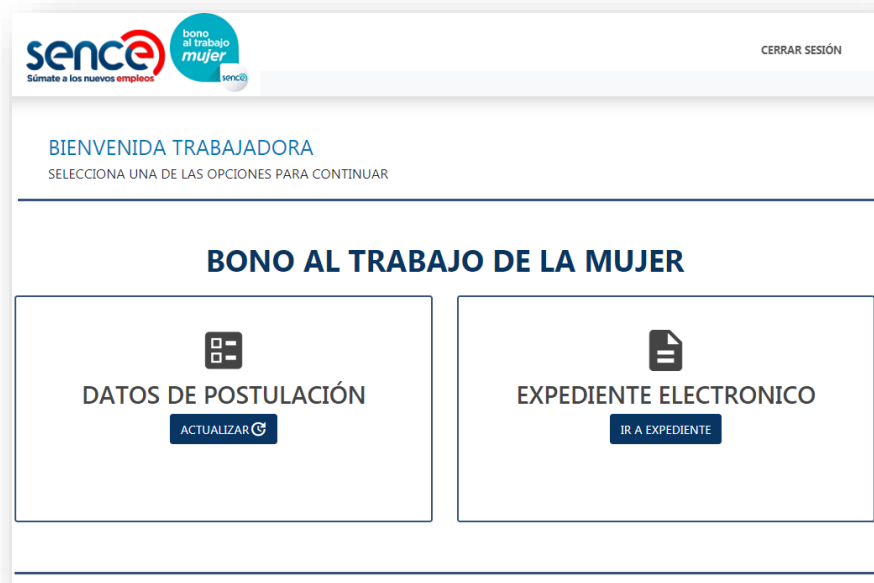 sence
Súmate a los nuevos empleos
bono
al trabajo
mujer
sence
CERRAR SESIÓN
BIENVENIDA TRABAJADORA
SELECCIONA UNA DE LAS OPCIONES PARA CONTINUAR
BONO AL TRABAJO DE LA MUJER
DATOS DE POSTULACIÓN
ACTUALIZAR
EXPEDIENTE ELECTRONICO
IR A EXPEDIENTE